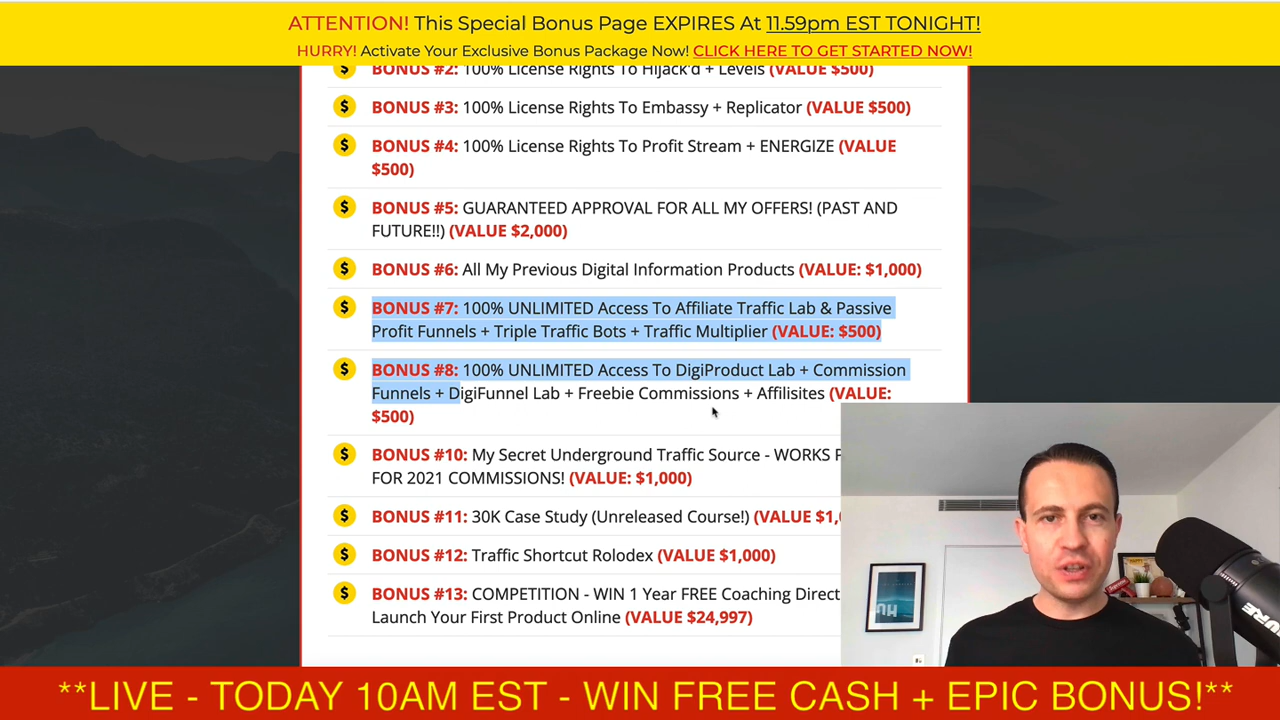 ATTENTION! This Special Bonus Page EXPIRES At 11.59pm EST TONIGHT!
HURRY! Activate Your Exclusive Bonus Package Now! CLICK HERE TO GET STARTED NOW!
BONUS #2: 100% License Rights To Hijack'd + Levels (VALUE $500)
BONUS #3: 100% License Rights To Embassy + Replicator (VALUE $500)
BONUS #4: 100% License Rights To Profit Stream + ENERGIZE (VALUE
$500)
BONUS #5: GUARANTEED APPROVAL FOR ALL MY OFFERS! (PAST AND
FUTURE!!) (VALUE $2,000)
BONUS #6: All My Previous Digital Information Products (VALUE: $1,000)
BONUS #7: 100% UNLIMITED Access To Affiliate Traffic Lab & Passive
Profit Funnels + Triple Traffic Bots + Traffic Multiplier (VALUE: $500)
BONUS #8: 100% UNLIMITED Access To DigiProduct Lab + Commission
Funnels + DigiFunnel Lab + Freebie Commissions + Affilisites (VALUE:
$500)
BONUS #10: My Secret Underground Traffic Source - WORKS
FOR 2021 COMMISSIONS! (VALUE: $1,000)
BONUS #11: 30K Case Study (Unreleased Course!) (VALUE $1,
BONUS #12: Traffic Shortcut Rolodex (VALUE $1,000)
BONUS #13: COMPETITION - WIN 1 Year FREE Coaching Direct
Launch Your First Product Online (VALUE $24,997)
**LIVE - TODAY 10AM EST - WIN FREE CASH + EPIC BONUS!**